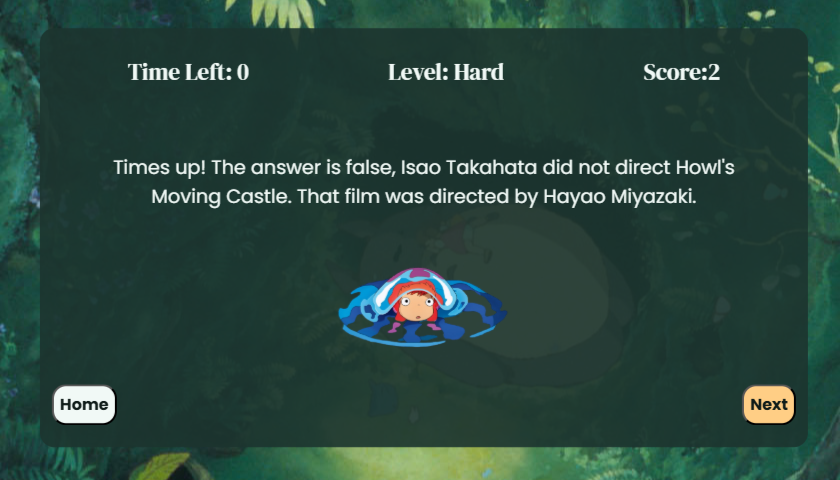 Time Left: 0
Level: Hard
Score:2
Times up! The answer is false, Isao Takahata did not direct Howl's
Moving Castle. That film was directed by Hayao Miyazaki.
Home
Next